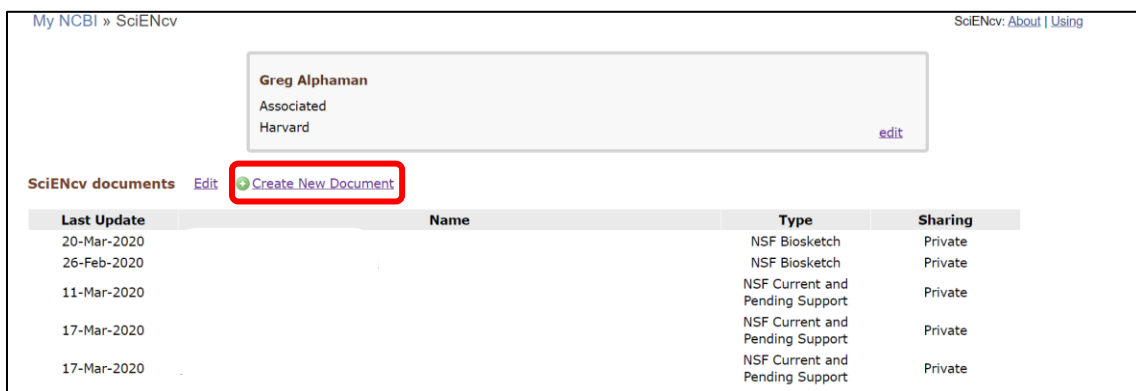 My NCBI » SciENcv SciENcv: About | Using
Greg Alphaman
Associated
Harvard edit
SciENcv documents Edit Create New Document
Last Update Name Type Sharing
20-Mar-2020 NSF Biosketch Private
26-Feb-2020 NSF Biosketch Private
11-Mar-2020 NSF Current and Pending Support Private
17-Mar-2020 NSF Current and Pending Support Private
17-Mar-2020 NSF Current and Pending Support Private